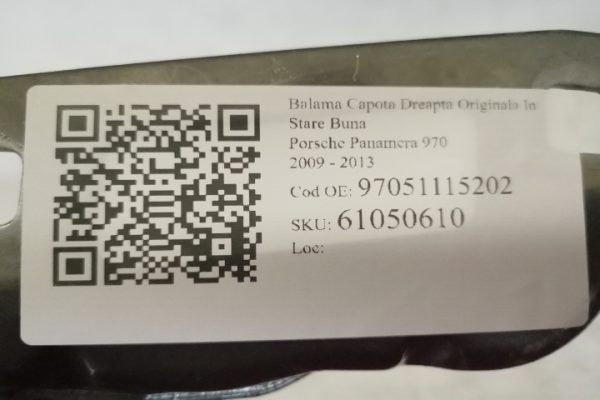 Balama Capota Dreapta Originala In
Stare Buna
Porsche Panamera 970
2009 - 2013
Cod OE: 97051115202
SKU: 61050610
Loc: